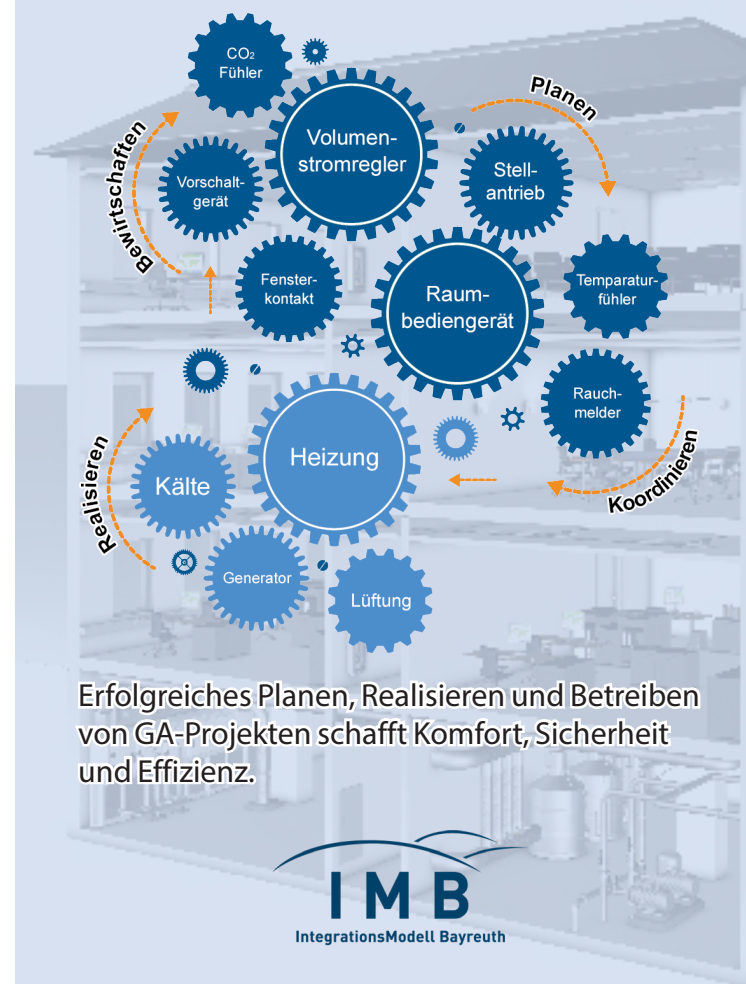 CO₂
Fühler
Volumen-
stromregler
Planen
Stell-
antrieb
Bewirtschaften
Vorschalt-
gerät
Fenster-
kontakt
Raum-
bediengerät
Temparatur-
fühler
Rauch-
melder
Koordinieren
Heizung
Realisieren
Kälte
Generator
Lüftung
Erfolgreiches Planen, Realisieren und Betreiben
von GA-Projekten schafft Komfort, Sicherheit
und Effizienz.
IMB
IntegrationsModell Bayreuth